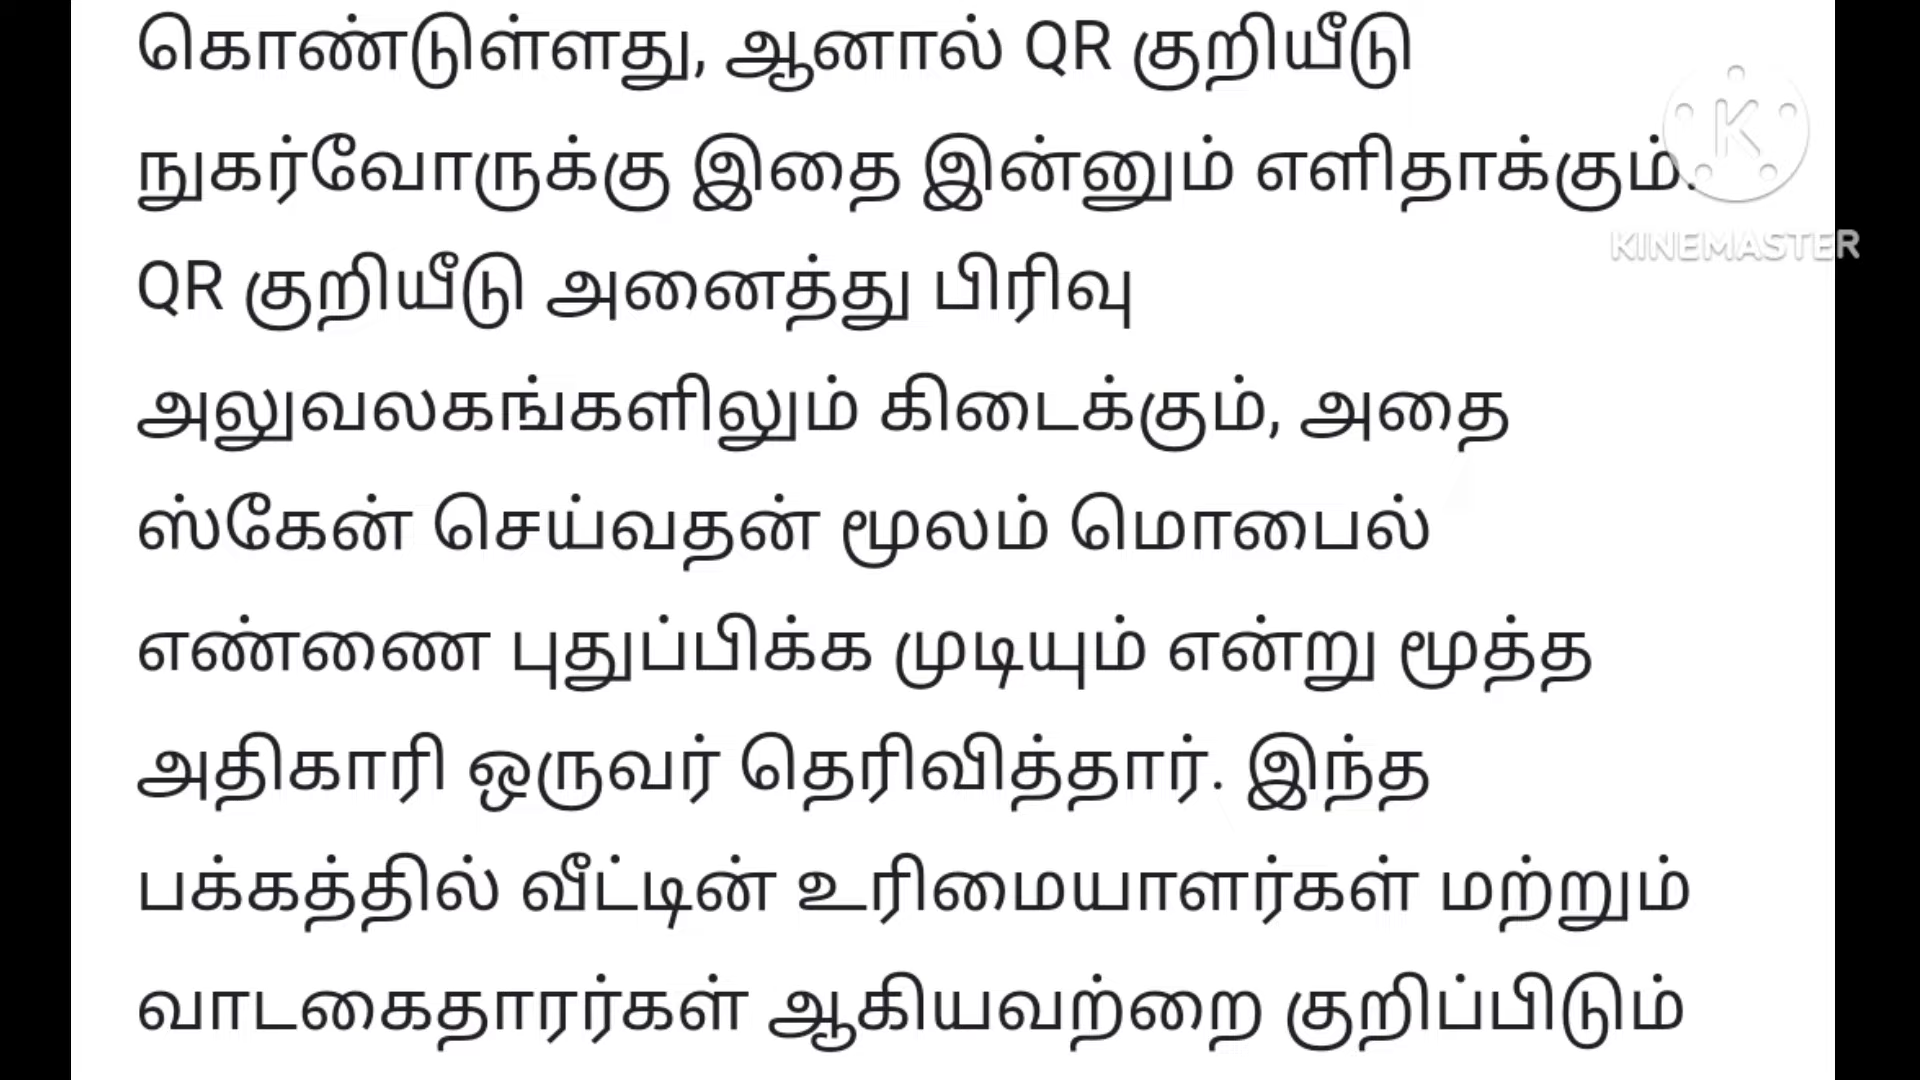 கொண்டுள்ளது, ஆனால் QR குறியீடு
நுகர்வோருக்கு இதை இன்னும் எளிதாக்கும்.
QR குறியீடு அனைத்து பிரிவு
அலுவலகங்களிலும் கிடைக்கும், அதை
ஸ்கேன் செய்வதன் மூலம் மொபைல்
எண்ணை புதுப்பிக்க முடியும் என்று மூத்த
அதிகாரி ஒருவர் தெரிவித்தார். இந்த
பக்கத்தில் வீட்டின் உரிமையாளர்கள் மற்றும்
வாடகைதாரர்கள் ஆகியவற்றை குறிப்பிடும்
K
KINEMASTER